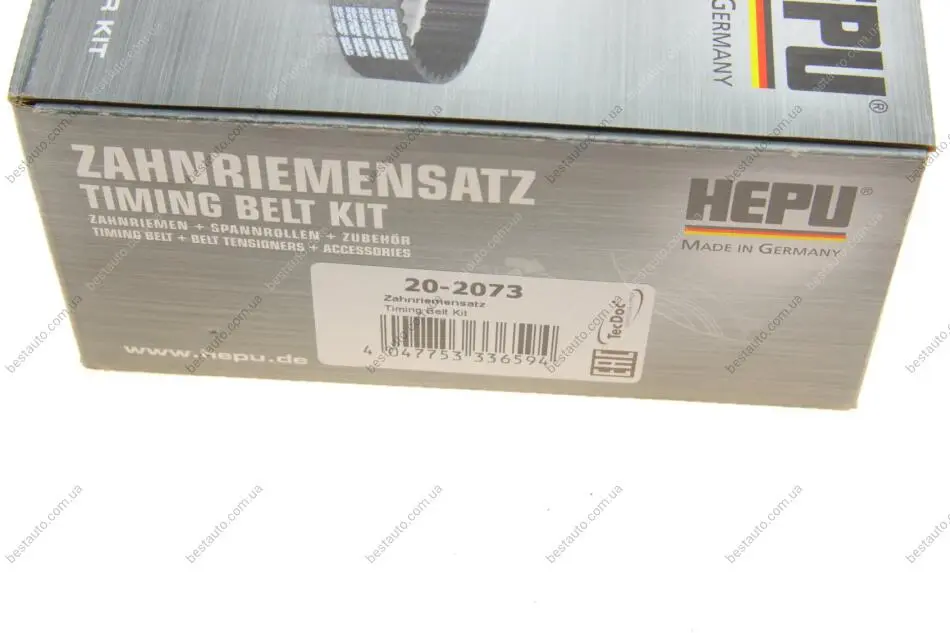 R KIT
GERMANY
HEPU®
ZAHNRIEMENSATZ
TIMING BELT KIT
ZAHNRIEMEN + SPANNROLLEN + ZUBEHÖR
TIMING BELT + BELT TENSIONERS + ACCESSORIES
HEPU®
MADE IN GERMANY
20-2073
Zahnriemensatz
Timing Belt Kit
4 047753 336594
TecDoc
EAC
www.hepu.de
bestauto.com.ua